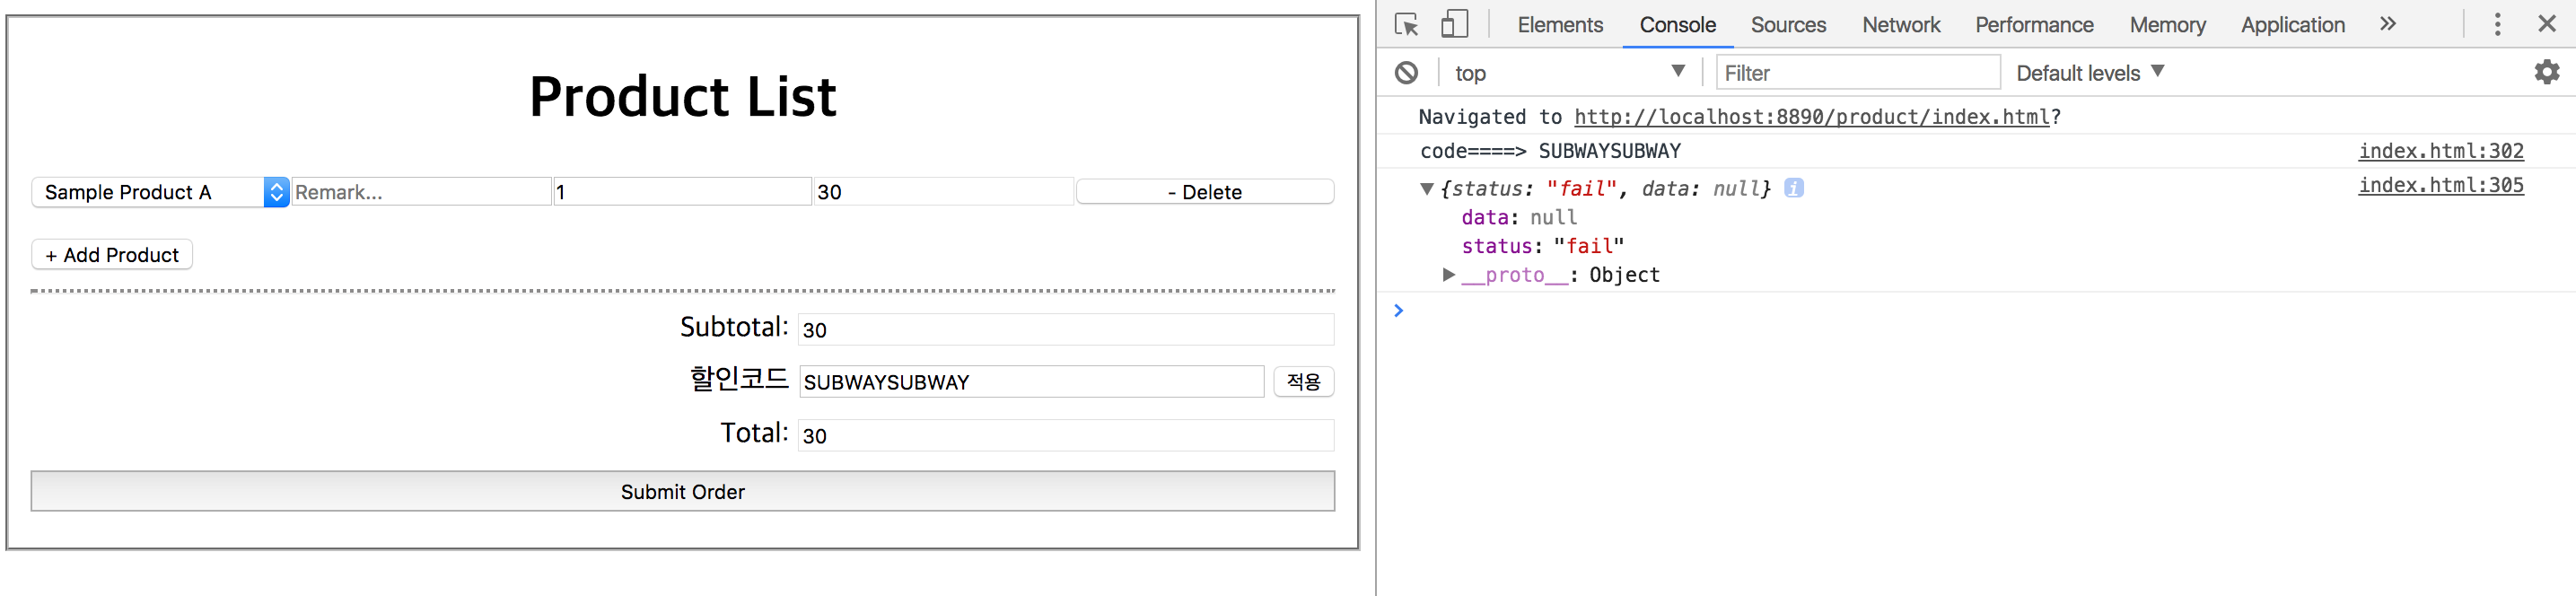 Product List
Sample Product A Remark... 1 30 - Delete
+ Add Product
Subtotal: 30
할인코드 SUBWAYSUBWAY 적용
Total: 30
Submit Order
Elements Console Sources Network Performance Memory Application »
top Filter Default levels
Navigated to http://localhost:8890/product/index.html?
code====> SUBWAYSUBWAY index.html:302
{status: "fail", data: null} i index.html:305
data: null
status: "fail"
__proto__: Object